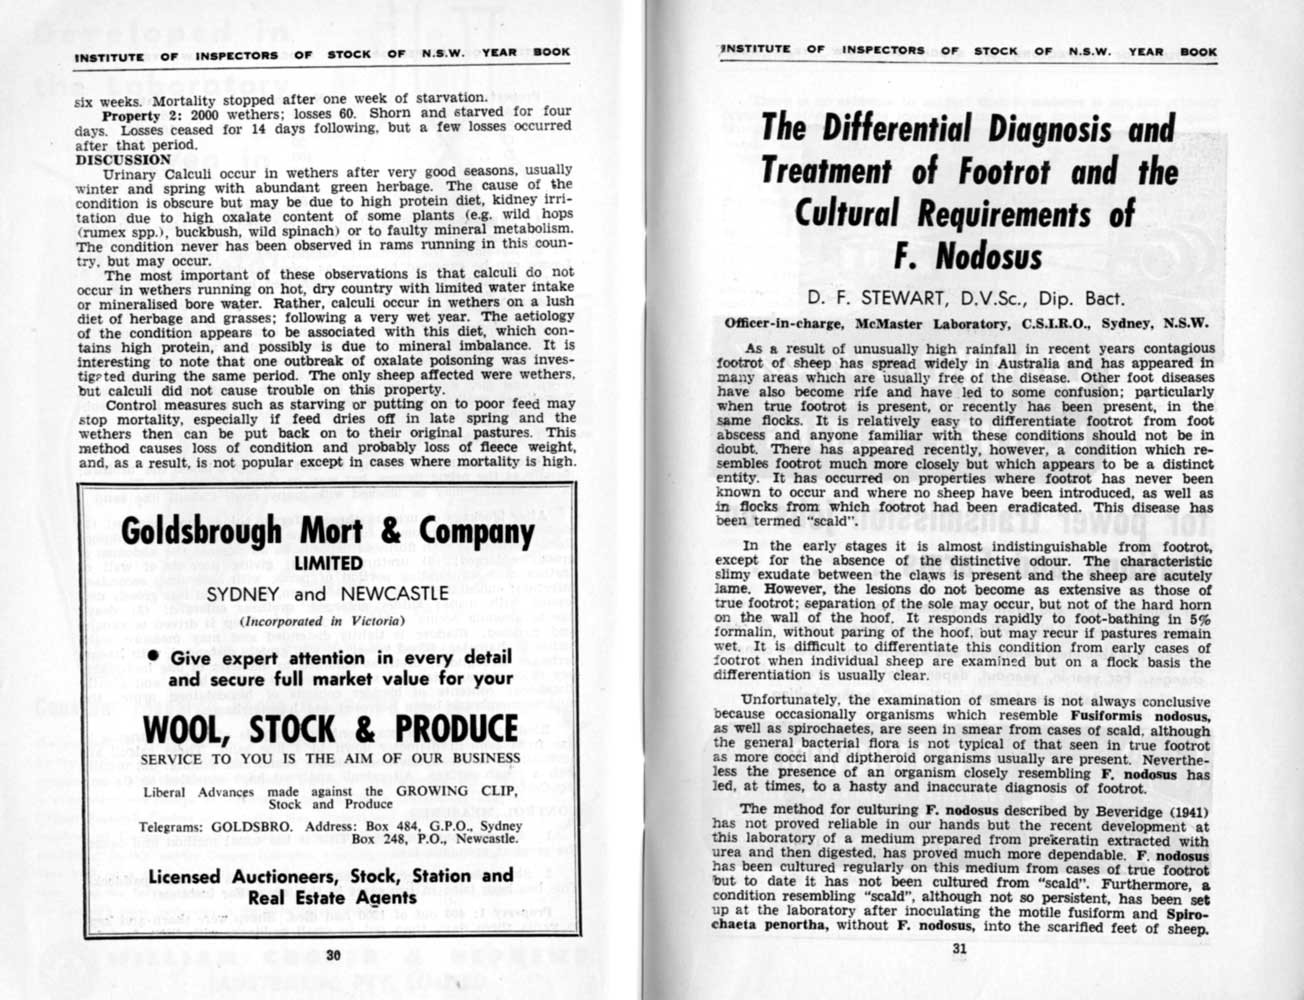 INSTITUTE OF INSPECTORS OF STOCK OF N.S.W. YEAR BOOK
six weeks. Mortality stopped after one week of starvation.
Property 2: 2000 wethers; losses 60. Shorn and starved for four
days. Losses ceased for 14 days following, but a few losses occurred
after that period.
DISCUSSION
Urinary Calculi occur in wethers after very good seasons, usually
winter and spring with abundant green herbage. The cause of the
condition is obscure but may be due to high protein diet, kidney irri-
tation due to high oxalate content of some plants (e.g. wild hops
(rumex spp.), buckbush, wild spinach) or to faulty mineral metabolism.
The condition never has been observed in rams running in this coun-
try, but may occur.
The most important of these observations is that calculi do not
occur in wethers running on hot, dry country with limited water intake
or mineralised bore water. Rather, calculi occur in wethers on a lush
diet of herbage and grasses; following a very wet year. The aetiology
of the condition appears to be associated with this diet, which con-
tains high protein, and possibly is due to mineral imbalance. It is
interesting to note that one outbreak of oxalate poisoning was inves-
tigated during the same period. The only sheep affected were wethers,
but calculi did not cause trouble on this property.
Control measures such as starving or putting on to poor feed may
stop mortality, especially if feed dries off in late spring and the
wethers then can be put back on to their original pastures. This
method causes loss of condition and probably loss of fleece weight,
and, as a result, is not popular except in cases where mortality is high.
Goldsbrough Mort & Company
LIMITED
SYDNEY and NEWCASTLE
(Incorporated in Victoria)
• Give expert attention in every detail
and secure full market value for your
WOOL, STOCK & PRODUCE
SERVICE TO YOU IS THE AIM OF OUR BUSINESS
Liberal Advances made against the GROWING CLIP,
Stock and Produce
Telegrams: GOLDSBRO. Address: Box 484, G.P.O., Sydney
Box 248, P.O., Newcastle.
Licensed Auctioneers, Stock, Station and
Real Estate Agents
30
INSTITUTE OF INSPECTORS OF STOCK OF N.S.W. YEAR BOOK
The Differential Diagnosis and
Treatment of Footrot and the
Cultural Requirements of
F. Nodosus
D. F. STEWART, D.V.Sc., Dip. Bact.
Officer-in-charge, McMaster Laboratory, C.S.I.R.O., Sydney, N.S.W.
As a result of unusually high rainfall in recent years contagious
footrot of sheep has spread widely in Australia and has appeared in
many areas which are usually free of the disease. Other foot diseases
have also become rife and have led to some confusion; particularly
when true footrot is present, or recently has been present, in the
same flocks. It is relatively easy to differentiate footrot from foot
abscess and anyone familiar with these conditions should not be in
doubt. There has appeared recently, however, a condition which re-
sembles footrot much more closely but which appears to be a distinct
entity. It has occurred on properties where footrot has never been
known to occur and where no sheep have been introduced, as well as
in flocks from which footrot had been eradicated. This disease has
been termed "scald".
In the early stages it is almost indistinguishable from footrot,
except for the absence of the distinctive odour. The characteristic
slimy exudate between the claws is present and the sheep are acutely
lame. However, the lesions do not become as extensive as those of
true footrot; separation of the sole may occur, but not of the hard horn
on the wall of the hoof. It responds rapidly to foot-bathing in 5%
formalin, without paring of the hoof, but may recur if pastures remain
wet. It is difficult to differentiate this condition from early cases of
footrot when individual sheep are examined but on a flock basis the
differentiation is usually clear.
Unfortunately, the examination of smears is not always conclusive
because occasionally organisms which resemble Fusiformis nodosus,
as well as spirochaetes, are seen in smear from cases of scald, although
the general bacterial flora is not typical of that seen in true footrot
as more cocci and diptheroid organisms usually are present. Neverthe-
less the presence of an organism closely resembling F. nodosus has
led, at times, to a hasty and inaccurate diagnosis of footrot.
The method for culturing F. nodosus described by Beveridge (1941)
has not proved reliable in our hands but the recent development at
this laboratory of a medium prepared from prekeratin extracted with
urea and then digested, has proved much more dependable. F. nodosus
has been cultured regularly on this medium from cases of true footrot
but to date it has not been cultured from "scald". Furthermore, a
condition resembling "scald", although not so persistent, has been set
up at the laboratory after inoculating the motile fusiform and Spiro-
chaeta penortha, without F. nodosus, into the scarified feet of sheep.
31